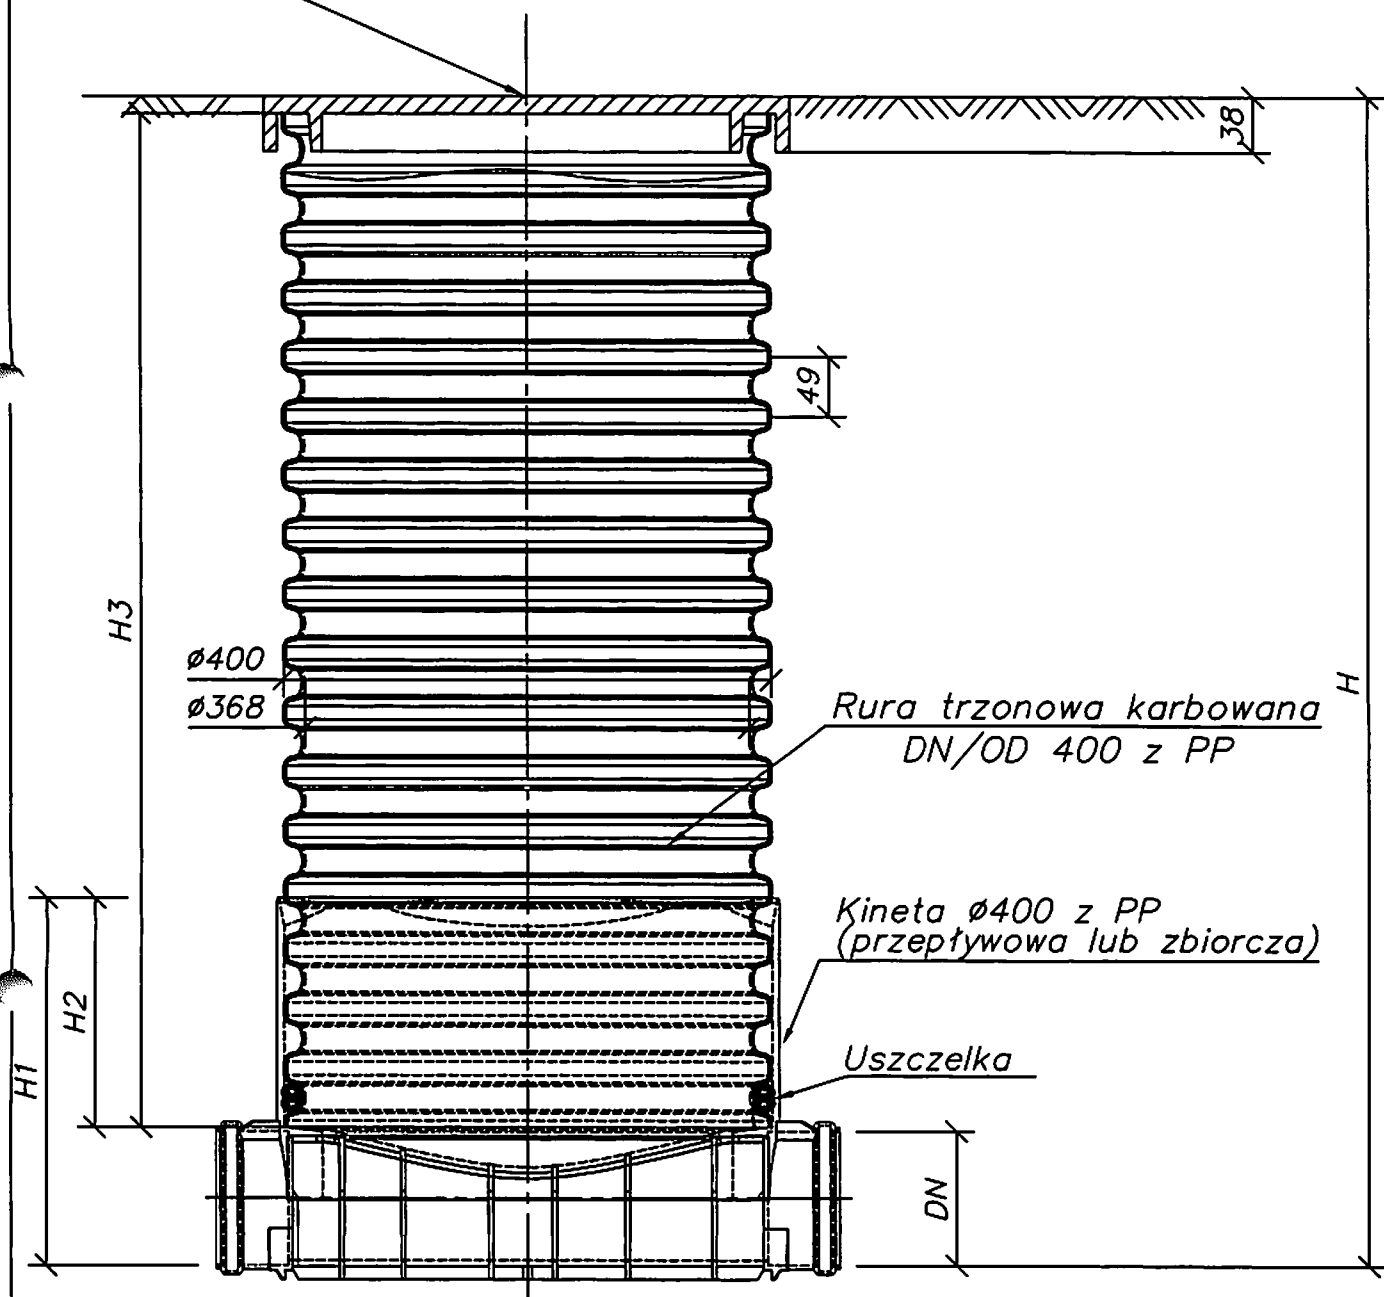 38
49
H3
ø400
ø368
H
Rura trzonowa karbowana
DN/OD 400 z PP
Kineta ø400 z PP
(przepływowa lub zbiorcza)
H2
H1
Uszczelka
DN